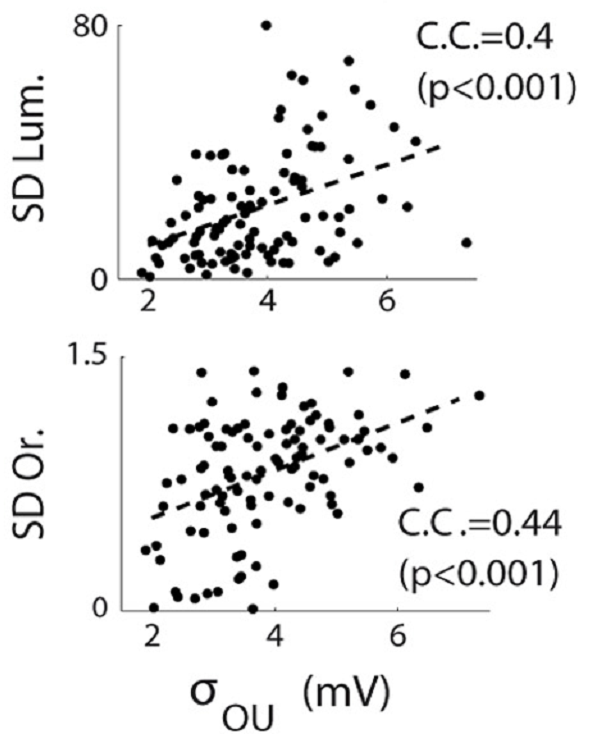 80
C.C.=0.4
(p<0.001)
SD Lum.
0
2 4 6
1.5
SD Or.
C.C.=0.44
(p<0.001)
0
2 4 6
σOU (mV)